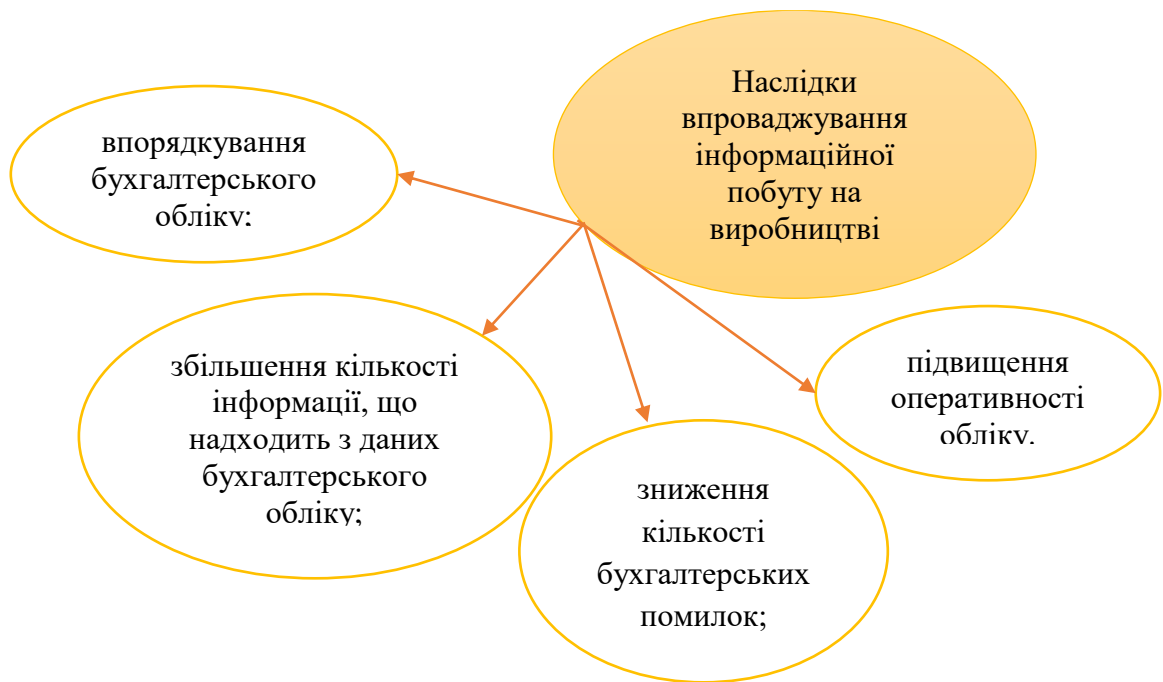 Наслідки
впроваджування
інформаційної
побуту на
виробництві
впорядкування
бухгалтерського
обліку;
збільшення кількості
інформації, що
надходить з даних
бухгалтерського
обліку;
зниження
кількості
бухгалтерських
помилок;
підвищення
оперативності
обліку.